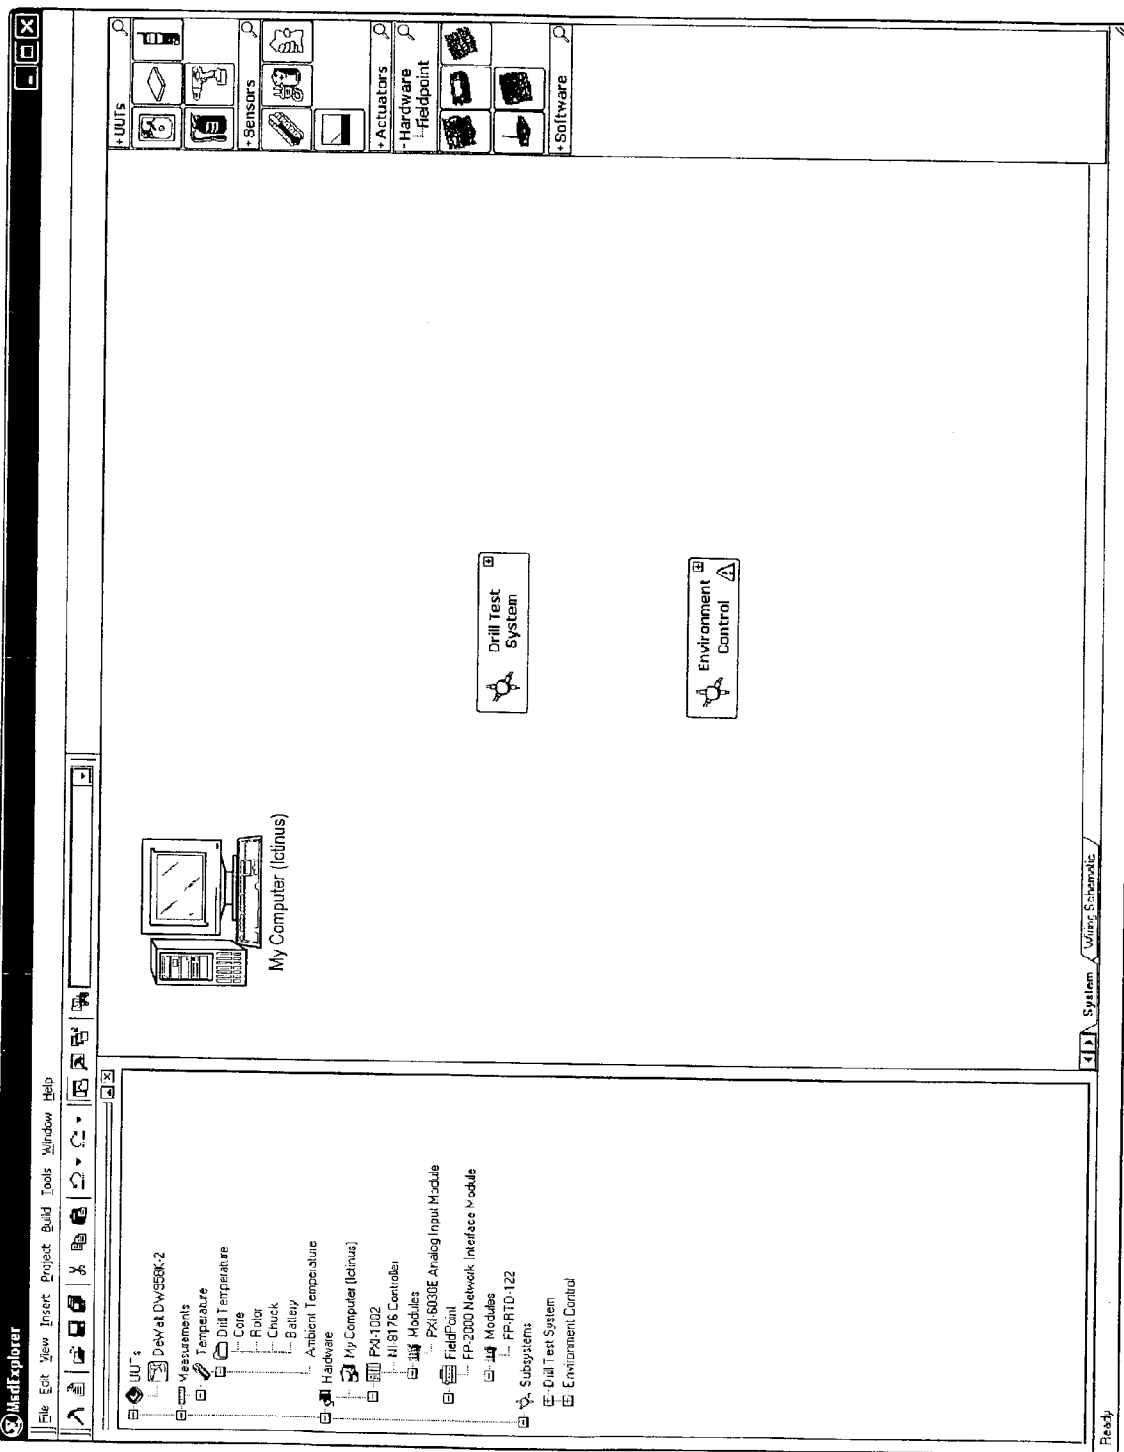 MsdExplorer
File Edit View Insert Project Build Tools Window Help
UUTs
DeWalt DW958K-2
Measurements
Temperature
Drill Temperature
Core
Rotor
Chuck
Battery
Ambient Temperature
Hardware
My Computer (Ictinus)
PXI-1002
NI-8176 Controller
Modules
PXI-6030E Analog Input Module
FieldPoint
FP-2000 Network Interface Module
Modules
FP-RTD-122
Subsystems
Drill Test System
Environment Control
My Computer (Ictinus)
Drill Test
System
Environment
Control
System
Wiring Schematic
+UUTs
+Sensors
+Actuators
-Hardware
Fieldpoint
+Software
Ready